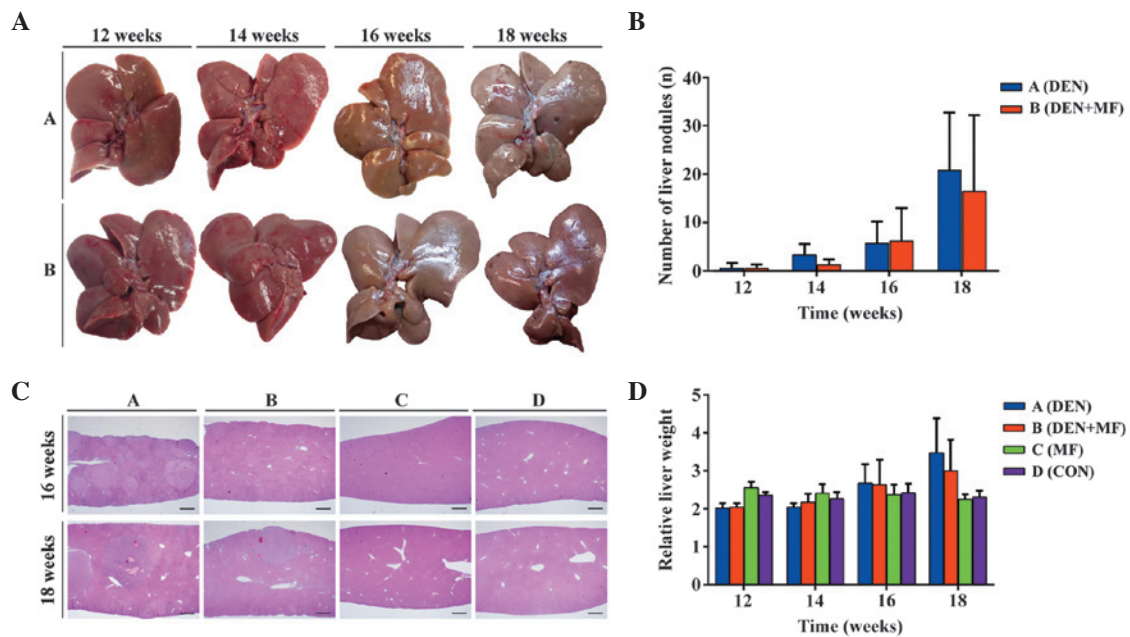 A
12 weeks 14 weeks 16 weeks 18 weeks
A
B
B
Number of liver nodules (n)
40
30
20
10
0
12 14 16 18
Time (weeks)
A (DEN)
B (DEN+MF)
C
A B C D
16 weeks
18 weeks
D
Relative liver weight
5
4
3
2
1
0
12 14 16 18
Time (weeks)
A (DEN)
B (DEN+MF)
C (MF)
D (CON)